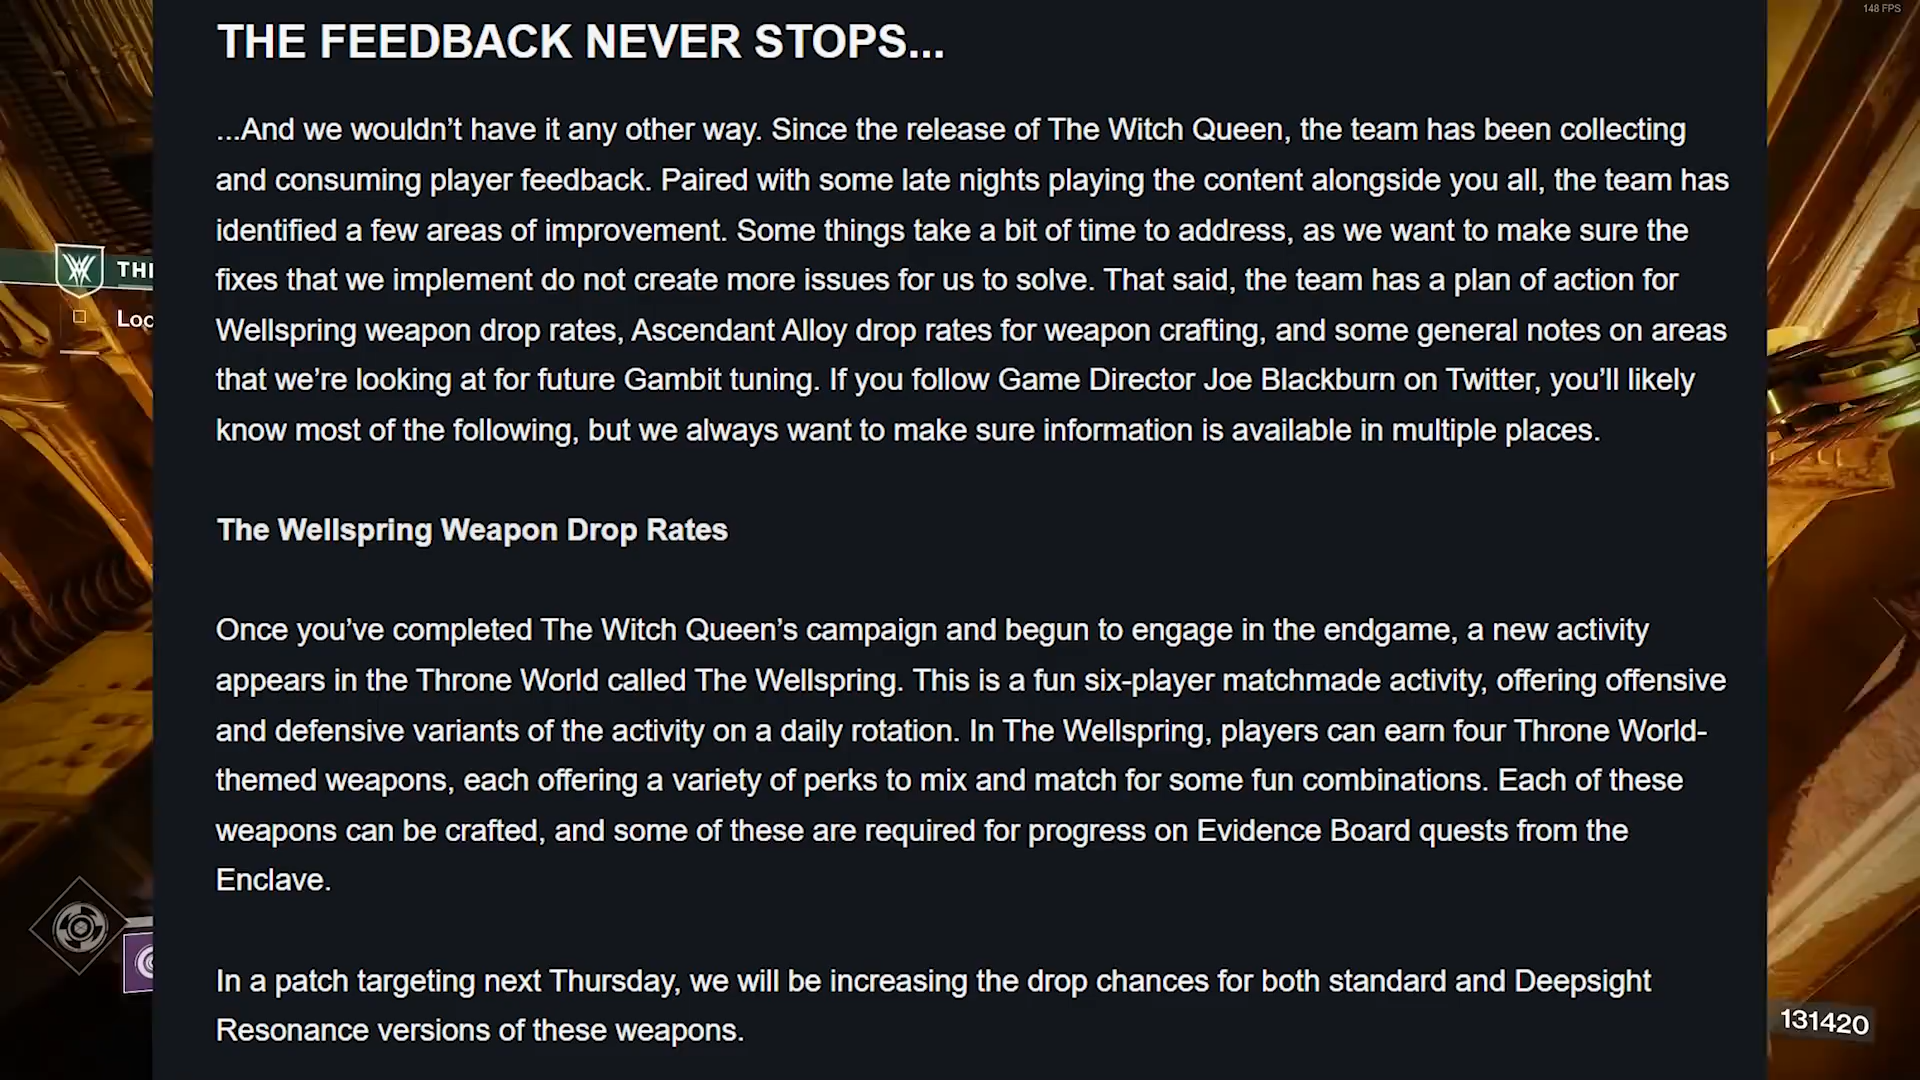 148 FPS
THE FEEDBACK NEVER STOPS...
...And we wouldn’t have it any other way. Since the release of The Witch Queen, the team has been collecting
and consuming player feedback. Paired with some late nights playing the content alongside you all, the team has
identified a few areas of improvement. Some things take a bit of time to address, as we want to make sure the
fixes that we implement do not create more issues for us to solve. That said, the team has a plan of action for
Wellspring weapon drop rates, Ascendant Alloy drop rates for weapon crafting, and some general notes on areas
that we’re looking at for future Gambit tuning. If you follow Game Director Joe Blackburn on Twitter, you’ll likely
know most of the following, but we always want to make sure information is available in multiple places.
The Wellspring Weapon Drop Rates
Once you’ve completed The Witch Queen’s campaign and begun to engage in the endgame, a new activity
appears in the Throne World called The Wellspring. This is a fun six-player matchmade activity, offering offensive
and defensive variants of the activity on a daily rotation. In The Wellspring, players can earn four Throne World-
themed weapons, each offering a variety of perks to mix and match for some fun combinations. Each of these
weapons can be crafted, and some of these are required for progress on Evidence Board quests from the
Enclave.
In a patch targeting next Thursday, we will be increasing the drop chances for both standard and Deepsight
Resonance versions of these weapons.
131420